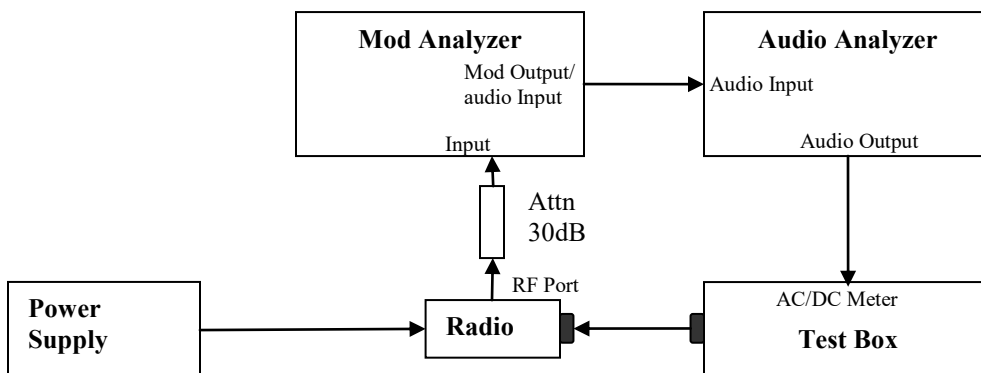 Mod Analyzer
Mod Output/
audio Input
Input
Audio Analyzer
Audio Input
Audio Output
Attn
30dB
RF Port
Power
Supply
Radio
AC/DC Meter
Test Box